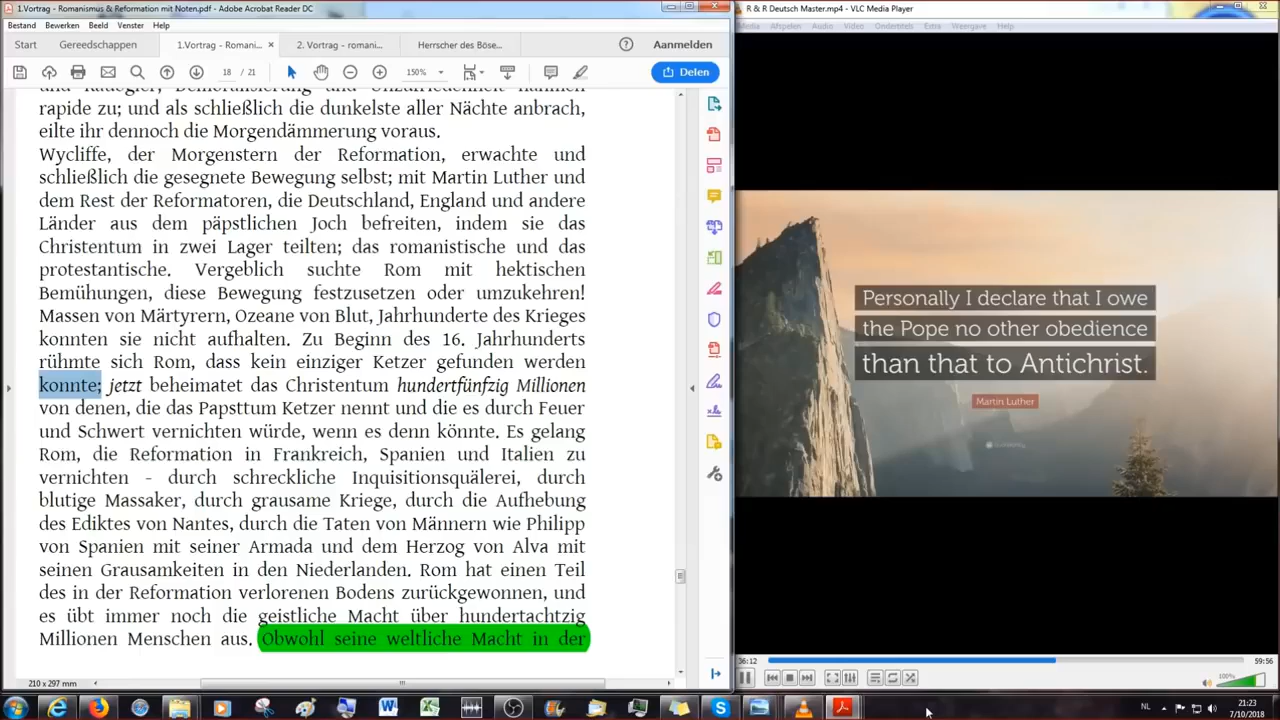 1.Vortrag - Romanismus & Reformation mit Noten.pdf - Adobe Acrobat Reader DC
Bestand Bewerken Beeld Venster Help
Start Gereedschappen 1.Vortrag - Romani... × 2. Vortrag - romani... Herrscher des Böse... Aanmelden
18 / 21 150% Delen
rapide zu; und als schließlich die dunkelste aller Nächte anbrach,
eilte ihr dennoch die Morgendämmerung voraus.
Wycliffe, der Morgenstern der Reformation, erwachte und
schließlich die gesegnete Bewegung selbst; mit Martin Luther und
dem Rest der Reformatoren, die Deutschland, England und andere
Länder aus dem päpstlichen Joch befreiten, indem sie das
Christentum in zwei Lager teilten; das romanistische und das
protestantische. Vergeblich suchte Rom mit hektischen
Bemühungen, diese Bewegung festzusetzen oder umzukehren!
Massen von Märtyrern, Ozeane von Blut, Jahrhunderte des Krieges
konnten sie nicht aufhalten. Zu Beginn des 16. Jahrhunderts
rühmte sich Rom, dass kein einziger Ketzer gefunden werden
konnte; jetzt beheimatet das Christentum hundertfünfzig Millionen
von denen, die das Papsttum Ketzer nennt und die es durch Feuer
und Schwert vernichten würde, wenn es denn könnte. Es gelang
Rom, die Reformation in Frankreich, Spanien und Italien zu
vernichten - durch schreckliche Inquisitionsquälerei, durch
blutige Massaker, durch grausame Kriege, durch die Aufhebung
des Ediktes von Nantes, durch die Taten von Männern wie Philipp
von Spanien mit seiner Armada und dem Herzog von Alva mit
seinen Grausamkeiten in den Niederlanden. Rom hat einen Teil
des in der Reformation verlorenen Bodens zurückgewonnen, und
es übt immer noch die geistliche Macht über hundertachtzig
Millionen Menschen aus. Obwohl seine weltliche Macht in der
210 x 297 mm
R & R Deutsch Master.mp4 - VLC Media Player
Media Afspelen Audio Video Ondertitels Extra Weergave Help
Personally I declare that I owe
the Pope no other obedience
than that to Antichrist.
Martin Luther
36:12 59:56
100%
NL 21:23
7/10/2018